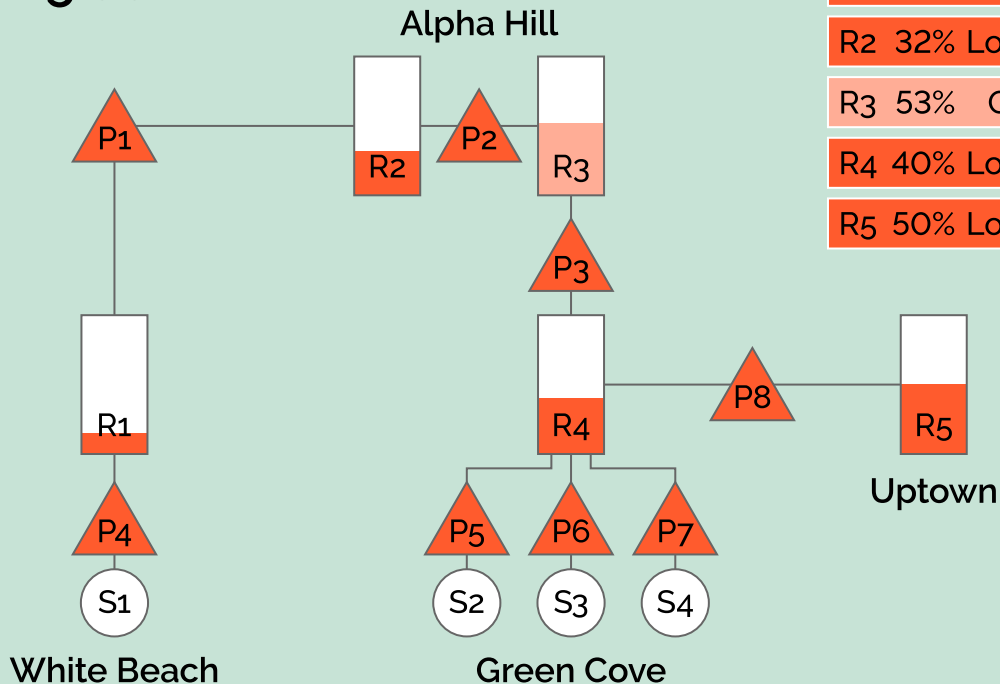 Alpha Hill
R2 32%
R3 53%
R4 40%
R5 50%
P1
R2
P2
R3
P3
R1
R4
P8
R5
Uptown
P4
P5
P6
P7
S1
S2
S3
S4
White Beach
Green Cove